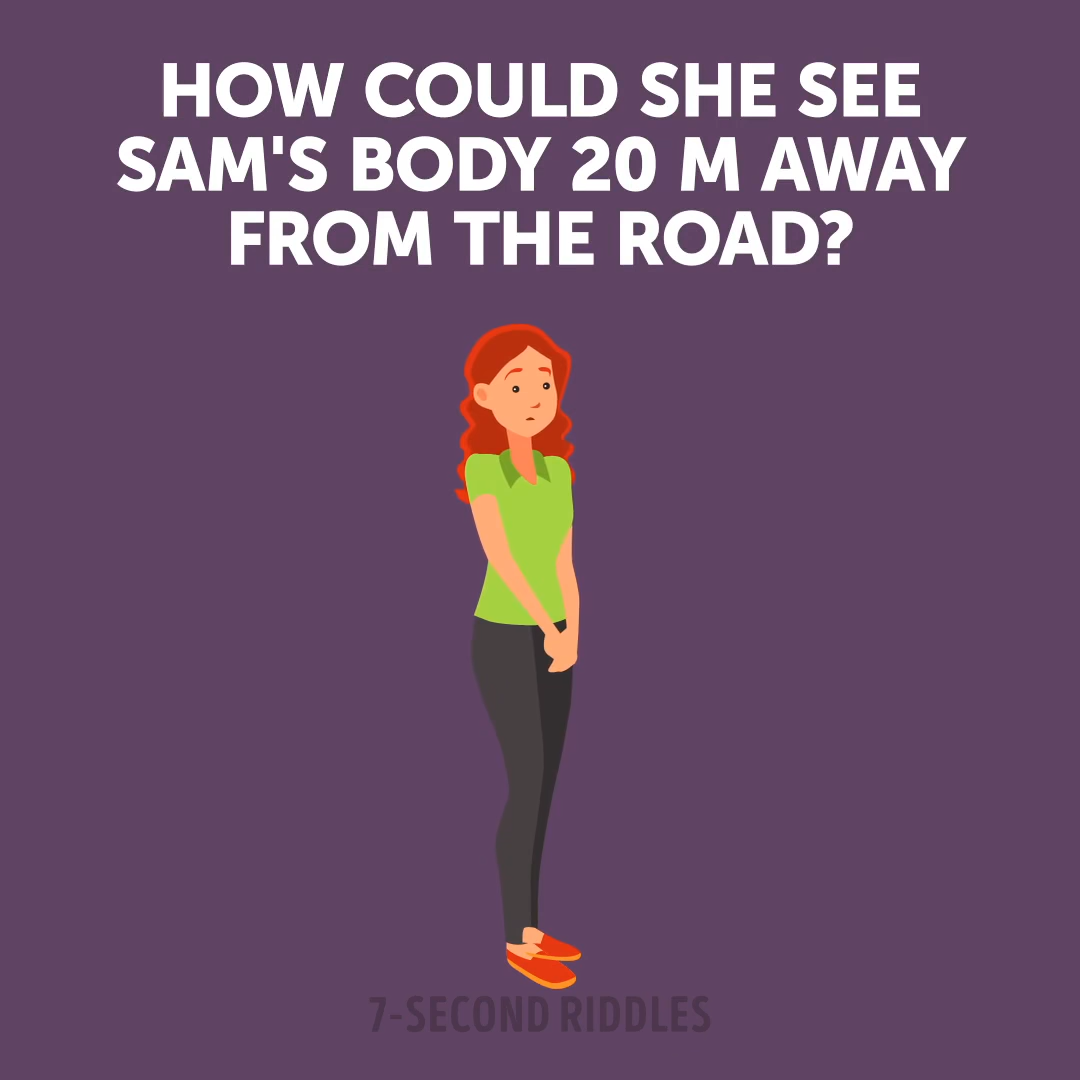 HOW COULD SHE SEE
SAM'S BODY 20 M AWAY
FROM THE ROAD?
7-SECOND RIDDLES